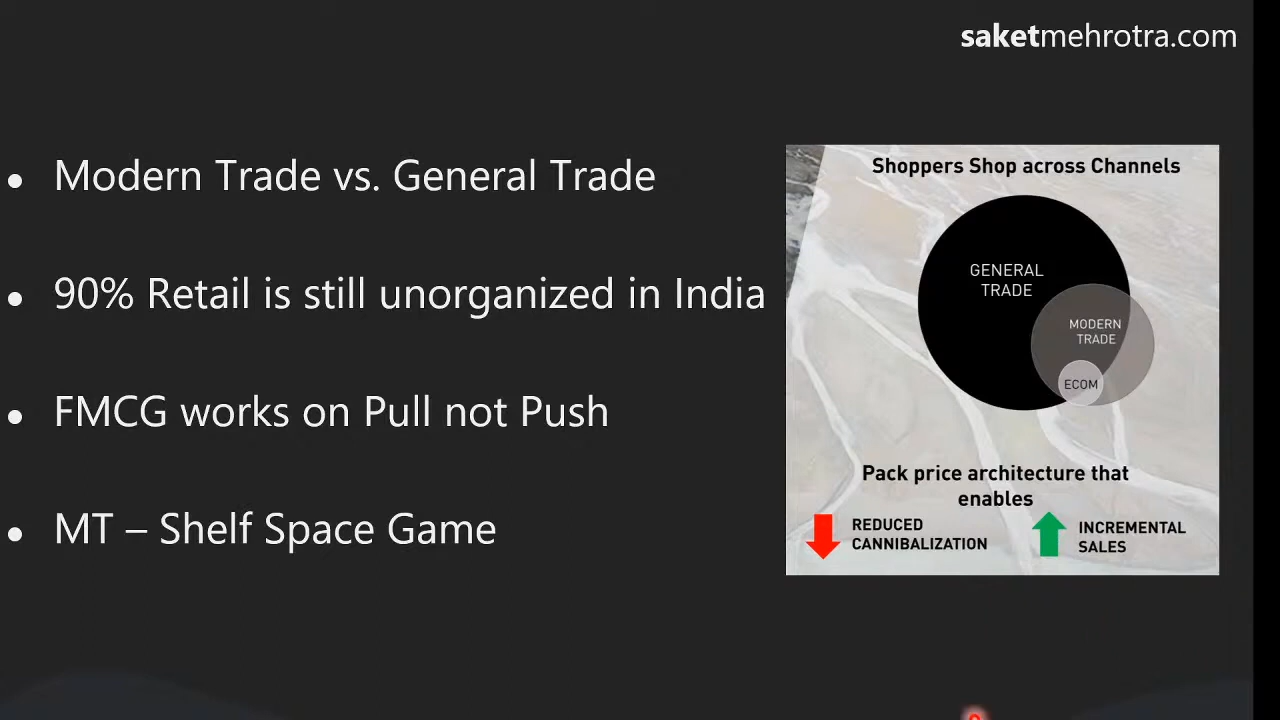 saketmehrotra.com
Modern Trade vs. General Trade
90% Retail is still unorganized in India
FMCG works on Pull not Push
MT – Shelf Space Game
Shoppers Shop across Channels
GENERAL
TRADE
MODERN
TRADE
ECOM
Pack price architecture that
enables
REDUCED
CANNIBALIZATION
INCREMENTAL
SALES